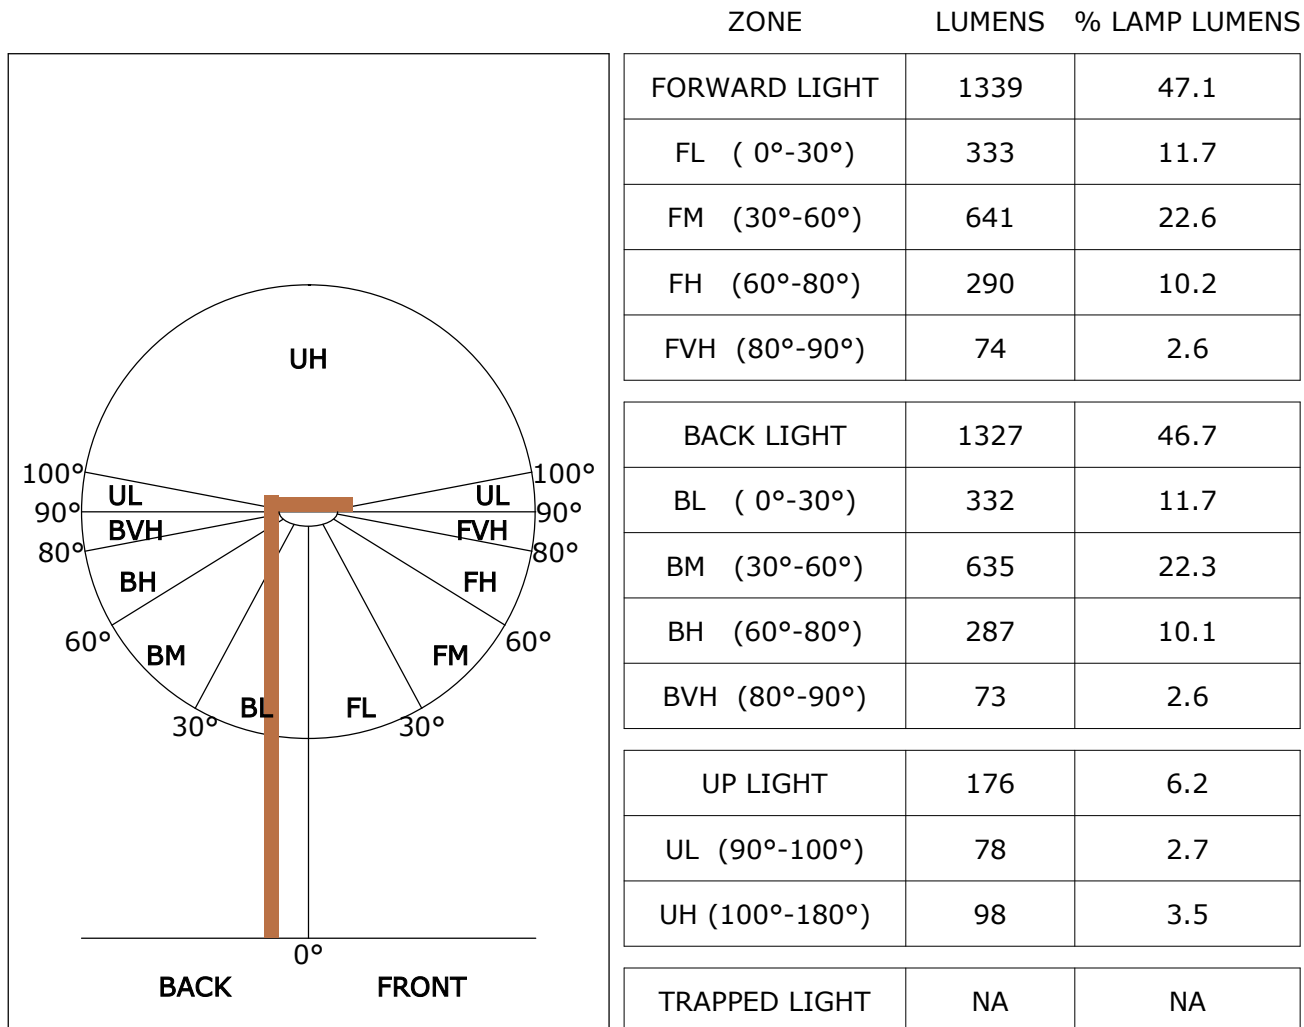 ZONE LUMENS % LAMP LUMENS
FORWARD LIGHT 1339 47.1
FL ( 0°-30°) 333 11.7
FM (30°-60°) 641 22.6
FH (60°-80°) 290 10.2
FVH (80°-90°) 74 2.6
BACK LIGHT 1327 46.7
BL ( 0°-30°) 332 11.7
BM (30°-60°) 635 22.3
BH (60°-80°) 287 10.1
BVH (80°-90°) 73 2.6
UP LIGHT 176 6.2
UL (90°-100°) 78 2.7
UH (100°-180°) 98 3.5
TRAPPED LIGHT NA NA
UH
100° 100°
UL UL
90° 90°
BVH FVH
80° 80°
BH FH
60° 60°
BM FM
BL FL
30° 30°
0°
BACK FRONT